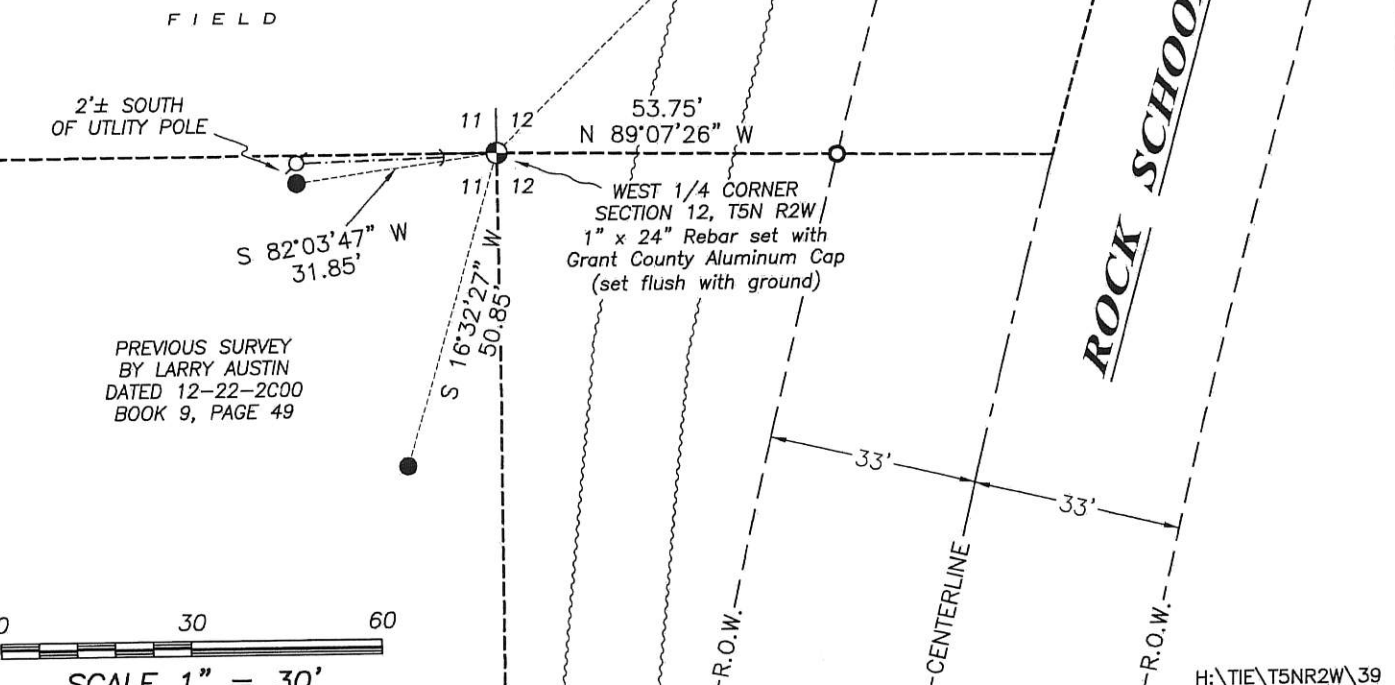 FIELD
2'± SOUTH
OF UTLITY POLE
11 12
53.75'
N 89°07'26" W
11 12
WEST 1/4 CORNER
SECTION 12, T5N R2W
1" x 24" Rebar set with
Grant County Aluminum Cap
(set flush with ground)
S 82°03'47" W
31.85'
S 16°32'27" W
50.85'
ROCK SCHOO
PREVIOUS SURVEY
BY LARRY AUSTIN
DATED 12-22-2C00
BOOK 9, PAGE 49
33'
33'
0 30 60
SCALE 1" = 30'
R.O.W.
CENTERLINE
R.O.W.
H:\TIE\T5NR2W\39